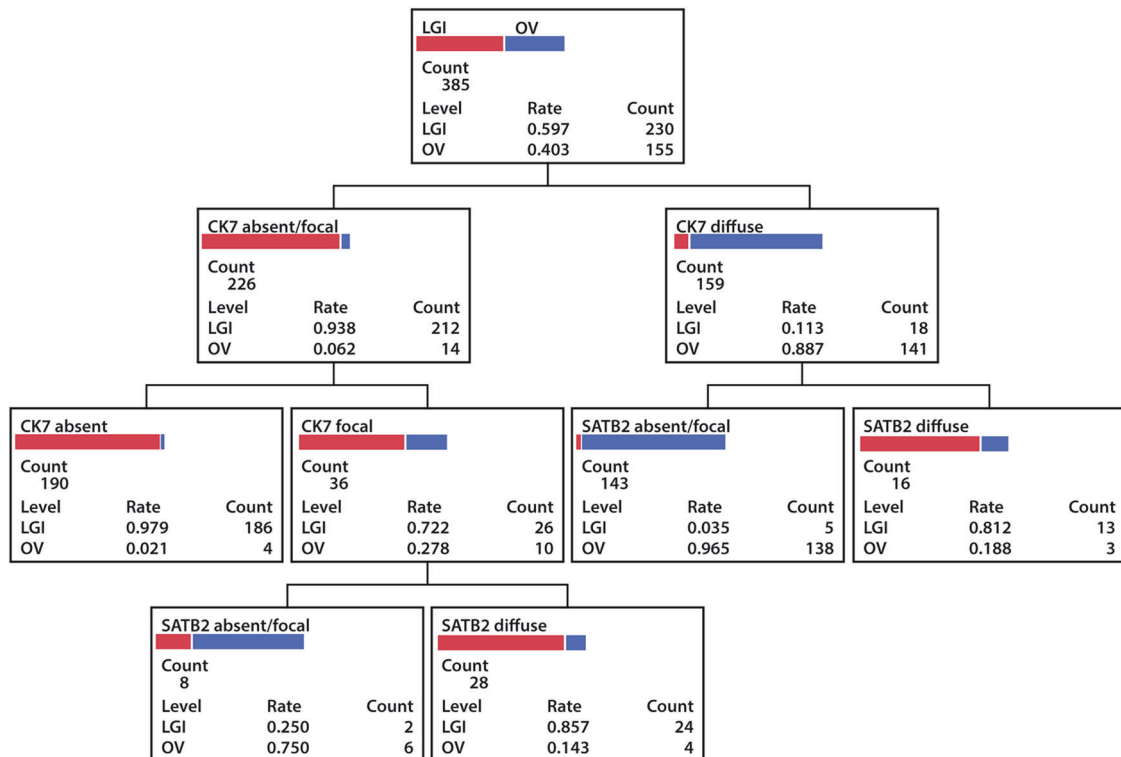 LGI OV
Count
385
Level Rate Count
LGI 0.597 230
OV 0.403 155
CK7 absent/focal
Count
226
Level Rate Count
LGI 0.938 212
OV 0.062 14
CK7 diffuse
Count
159
Level Rate Count
LGI 0.113 18
OV 0.887 141
CK7 absent
Count
190
Level Rate Count
LGI 0.979 186
OV 0.021 4
CK7 focal
Count
36
Level Rate Count
LGI 0.722 26
OV 0.278 10
SATB2 absent/focal
Count
143
Level Rate Count
LGI 0.035 5
OV 0.965 138
SATB2 diffuse
Count
16
Level Rate Count
LGI 0.812 13
OV 0.188 3
SATB2 absent/focal
Count
8
Level Rate Count
LGI 0.250 2
OV 0.750 6
SATB2 diffuse
Count
28
Level Rate Count
LGI 0.857 24
OV 0.143 4